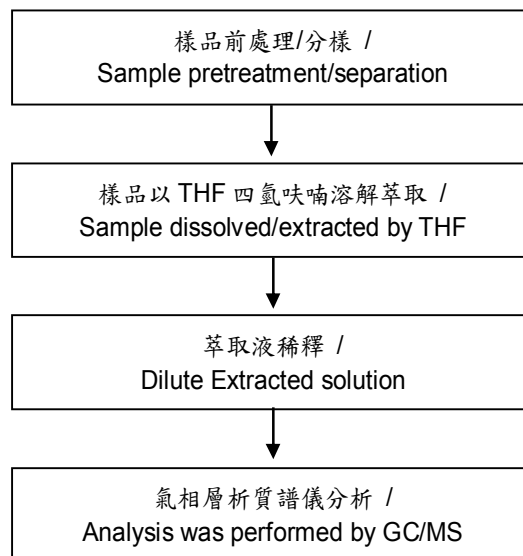 樣品前處理/分樣 /
Sample pretreatment/separation
樣品以 THF 四氫呋喃溶解萃取 /
Sample dissolved/extracted by THF
萃取液稀釋 /
Dilute Extracted solution
氣相層析質譜儀分析 /
Analysis was performed by GC/MS